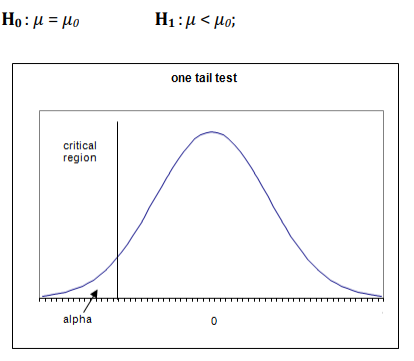 H₀ : μ = μ₀ H₁ : μ < μ₀;
one tail test
critical
region
alpha
0